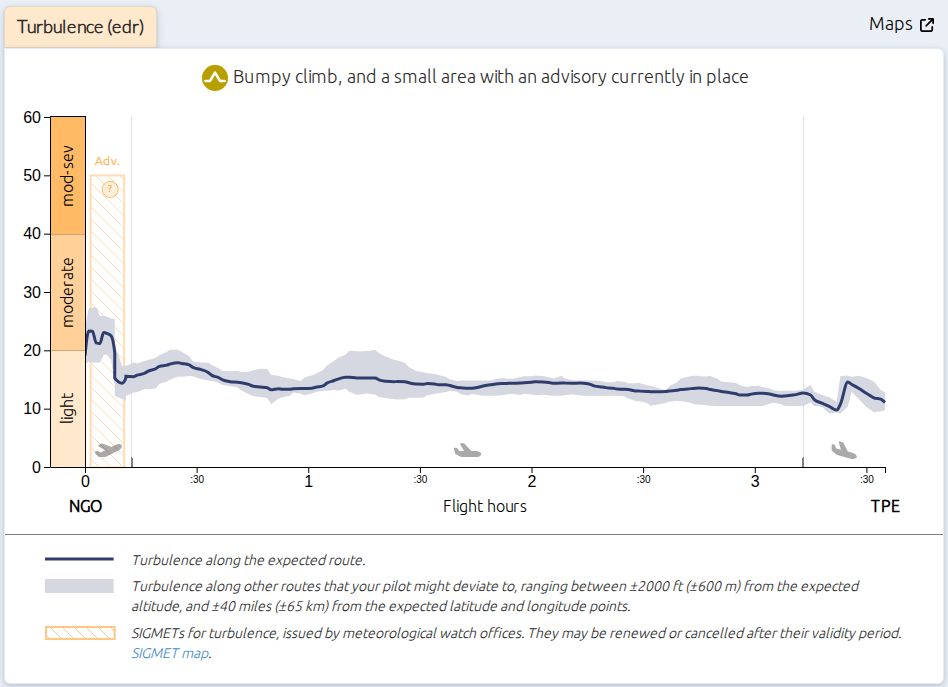 Turbulence (edr)
Maps
Bumpy climb, and a small area with an advisory currently in place
60
50
40
30
20
10
0
mod-sev
moderate
light
Adv.
?
0
:30
1
:30
2
:30
3
:30
NGO
Flight hours
TPE
Turbulence along the expected route.
Turbulence along other routes that your pilot might deviate to, ranging between ±2000 ft (±600 m) from the expected
altitude, and ±40 miles (±65 km) from the expected latitude and longitude points.
SIGMETs for turbulence, issued by meteorological watch offices. They may be renewed or cancelled after their validity period.
SIGMET map.